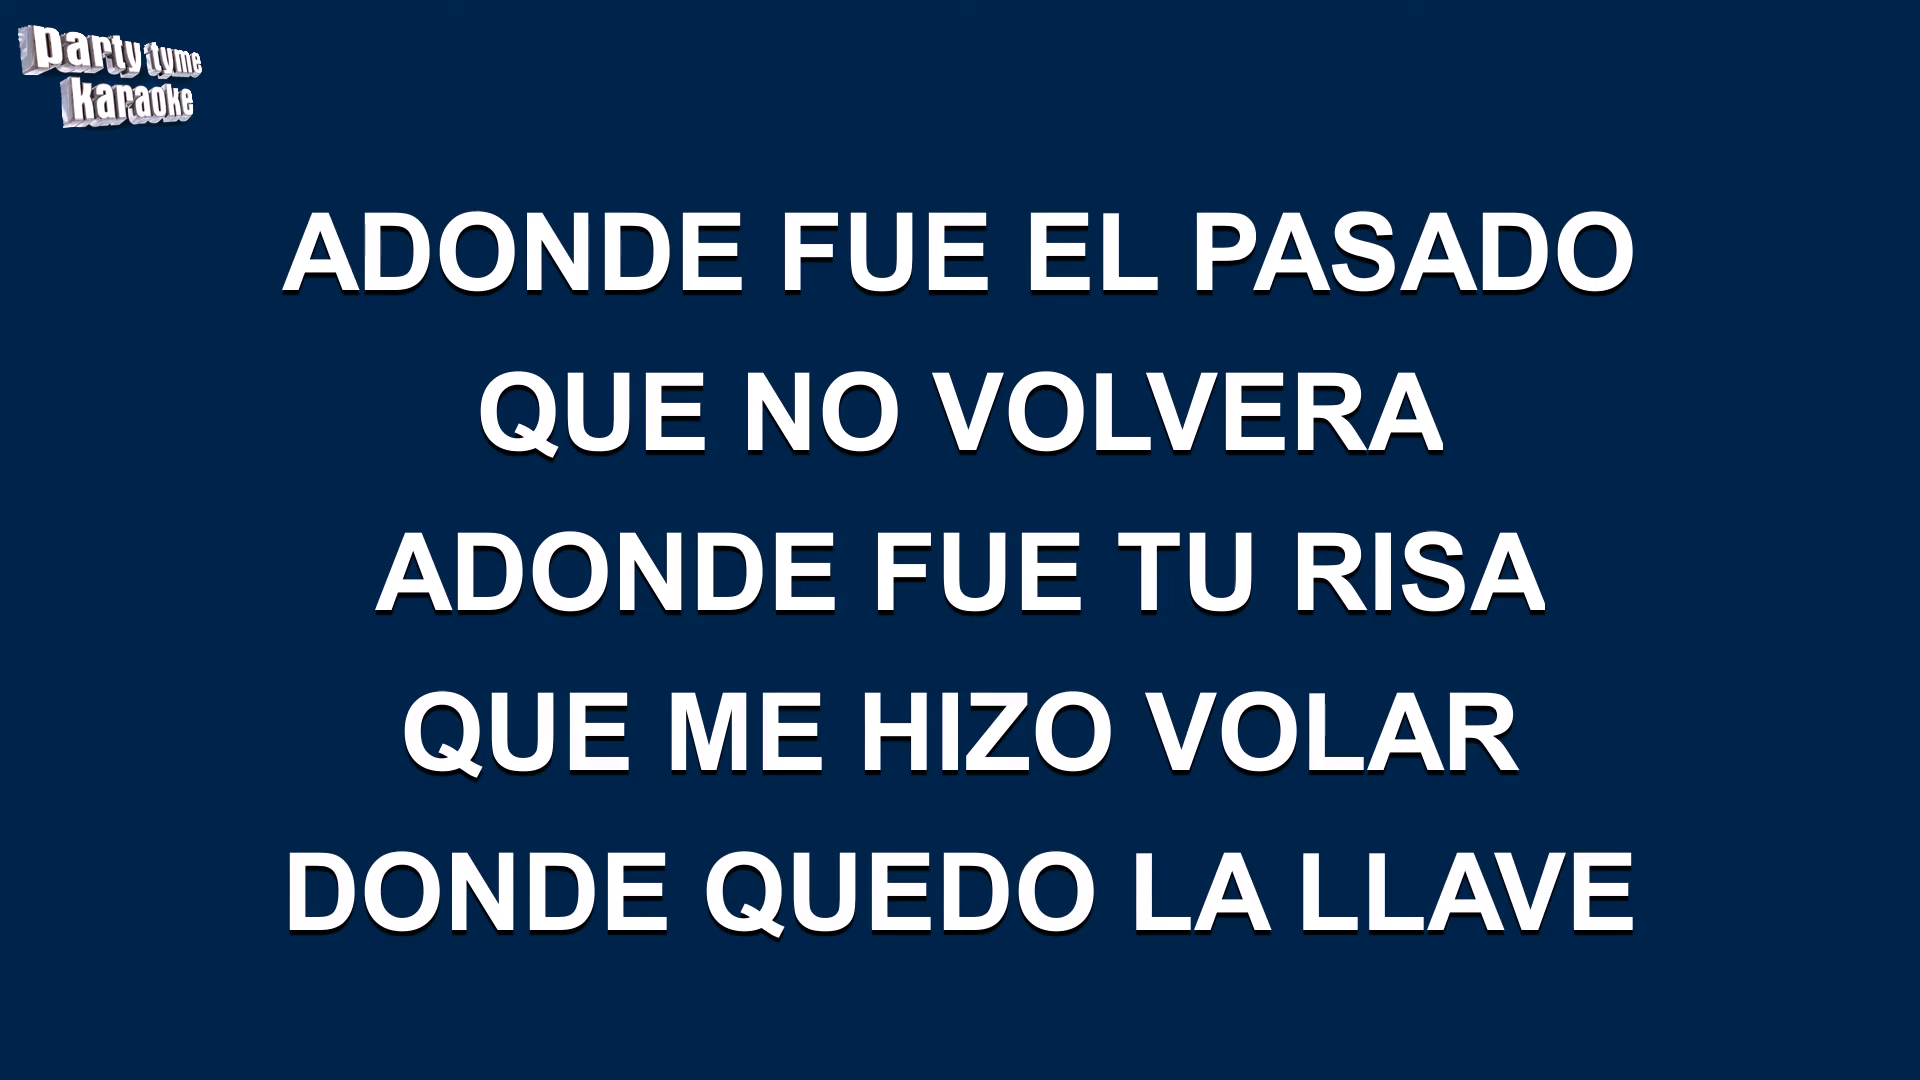 party tyme
karaoke
ADONDE FUE EL PASADO
QUE NO VOLVERA
ADONDE FUE TU RISA
QUE ME HIZO VOLAR
DONDE QUEDO LA LLAVE